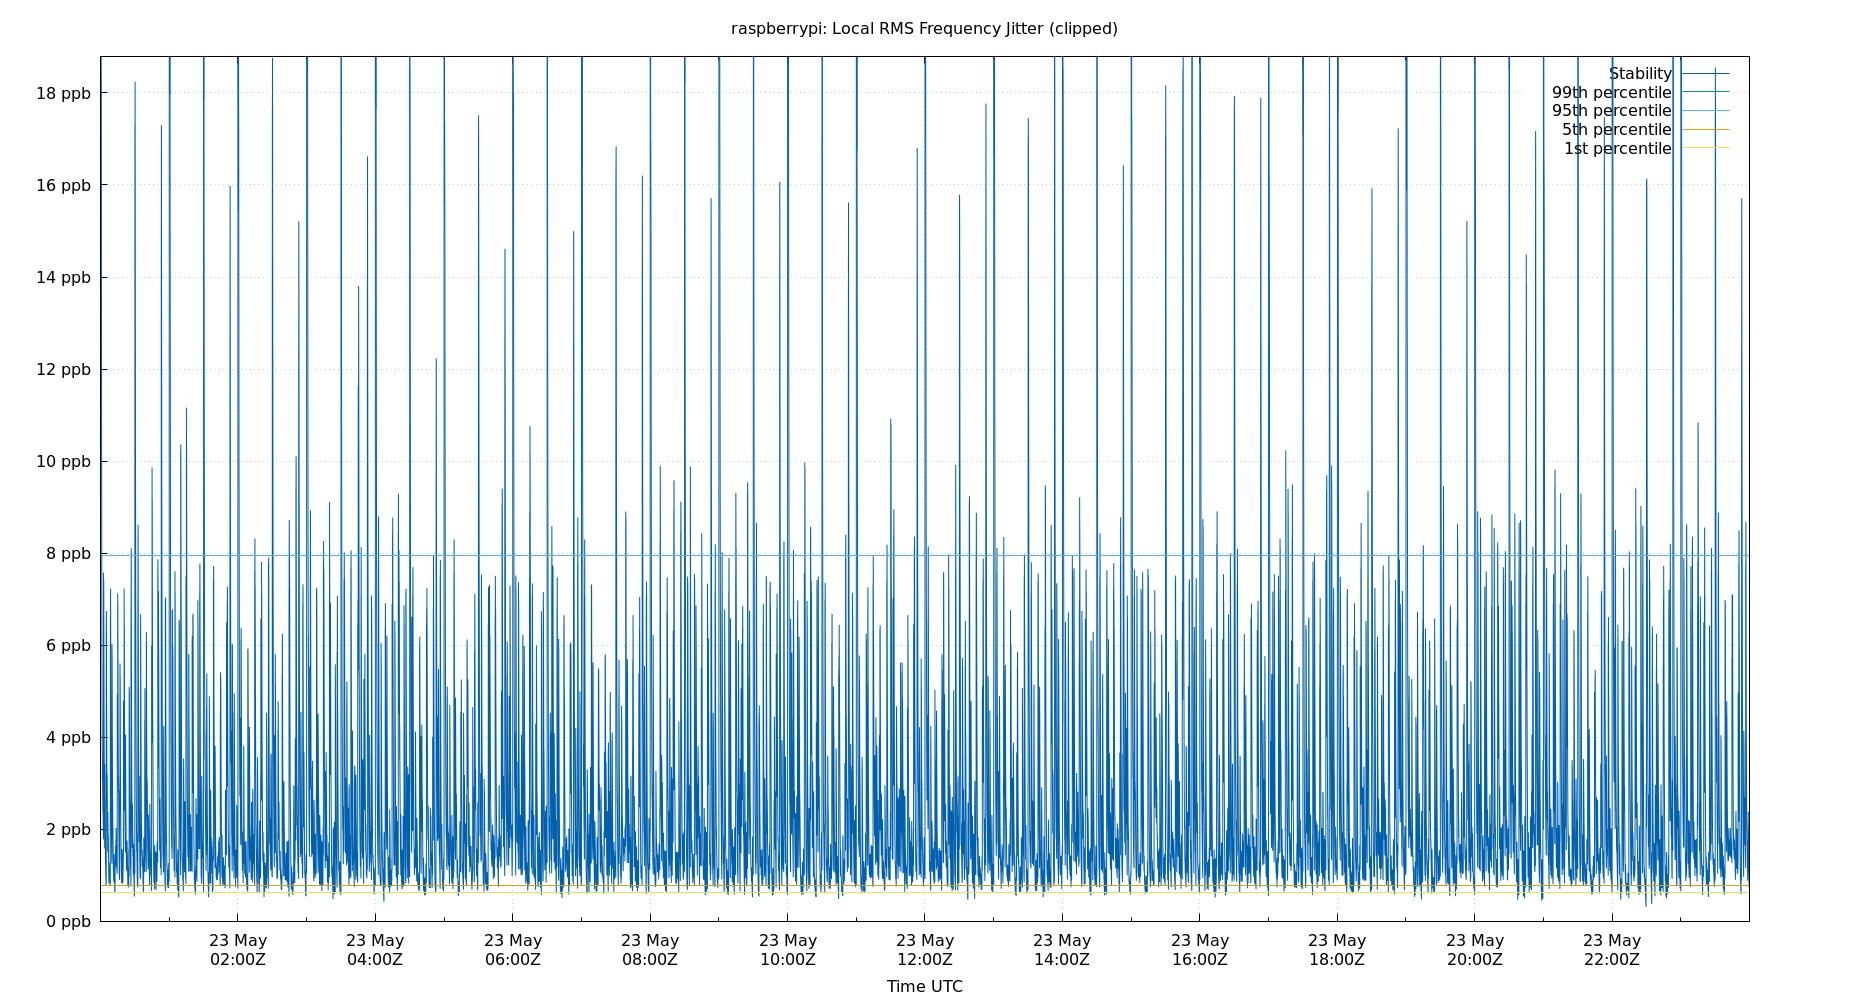 raspberrypi: Local RMS Frequency Jitter (clipped)
Stability
99th percentile
95th percentile
5th percentile
1st percentile
18 ppb
16 ppb
14 ppb
12 ppb
10 ppb
8 ppb
6 ppb
4 ppb
2 ppb
0 ppb
23 May 23 May 23 May 23 May 23 May 23 May 23 May 23 May 23 May 23 May 23 May
02:00Z 04:00Z 06:00Z 08:00Z 10:00Z 12:00Z 14:00Z 16:00Z 18:00Z 20:00Z 22:00Z
Time UTC